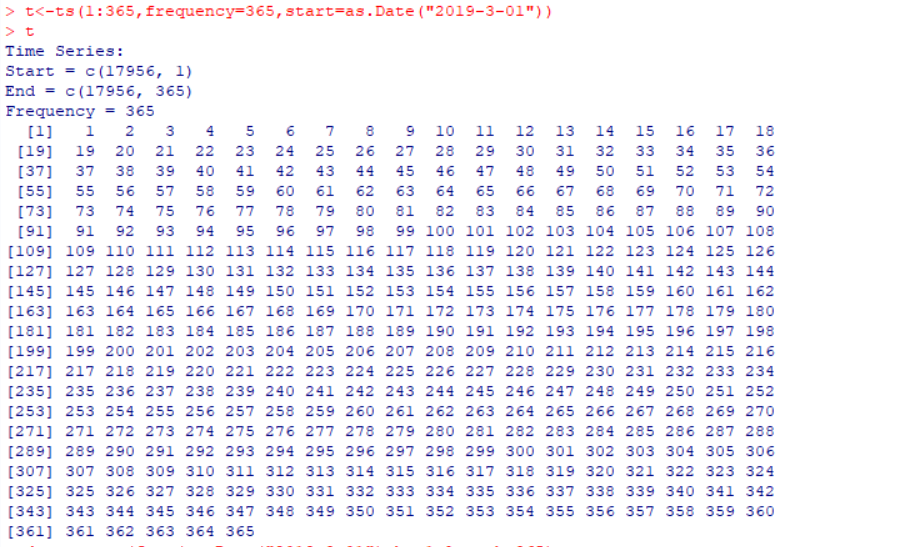 > t<-ts(1:365,frequency=365,start=as.Date("2019-3-01"))
> t
Time Series:
Start = c(17956, 1)
End = c(17956, 365)
Frequency = 365
[1] 1 2 3 4 5 6 7 8 9 10 11 12 13 14 15 16 17 18
[19] 19 20 21 22 23 24 25 26 27 28 29 30 31 32 33 34 35 36
[37] 37 38 39 40 41 42 43 44 45 46 47 48 49 50 51 52 53 54
[55] 55 56 57 58 59 60 61 62 63 64 65 66 67 68 69 70 71 72
[73] 73 74 75 76 77 78 79 80 81 82 83 84 85 86 87 88 89 90
[91] 91 92 93 94 95 96 97 98 99 100 101 102 103 104 105 106 107 108
[109] 109 110 111 112 113 114 115 116 117 118 119 120 121 122 123 124 125 126
[127] 127 128 129 130 131 132 133 134 135 136 137 138 139 140 141 142 143 144
[145] 145 146 147 148 149 150 151 152 153 154 155 156 157 158 159 160 161 162
[163] 163 164 165 166 167 168 169 170 171 172 173 174 175 176 177 178 179 180
[181] 181 182 183 184 185 186 187 188 189 190 191 192 193 194 195 196 197 198
[199] 199 200 201 202 203 204 205 206 207 208 209 210 211 212 213 214 215 216
[217] 217 218 219 220 221 222 223 224 225 226 227 228 229 230 231 232 233 234
[235] 235 236 237 238 239 240 241 242 243 244 245 246 247 248 249 250 251 252
[253] 253 254 255 256 257 258 259 260 261 262 263 264 265 266 267 268 269 270
[271] 271 272 273 274 275 276 277 278 279 280 281 282 283 284 285 286 287 288
[289] 289 290 291 292 293 294 295 296 297 298 299 300 301 302 303 304 305 306
[307] 307 308 309 310 311 312 313 314 315 316 317 318 319 320 321 322 323 324
[325] 325 326 327 328 329 330 331 332 333 334 335 336 337 338 339 340 341 342
[343] 343 344 345 346 347 348 349 350 351 352 353 354 355 356 357 358 359 360
[361] 361 362 363 364 365